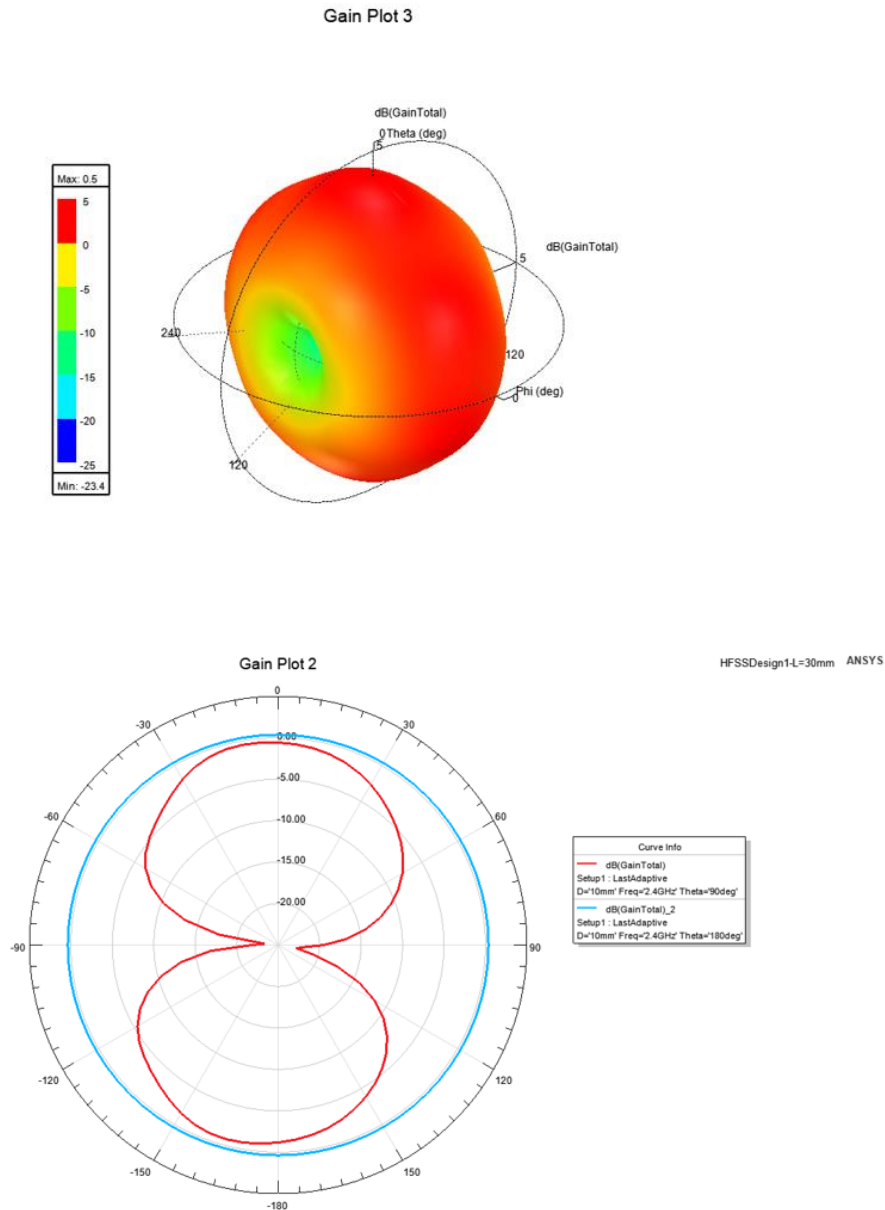 Gain Plot 3
dB(GainTotal)
0Theta (deg)
5
Max: 0.5
5
0
-5
-10
-15
-20
-25
Min: -23.4
dB(GainTotal)
5
240
120
Phi (deg)
0
120
Gain Plot 2
HFSSDesign1-L=30mm ANSYS
0
-30
30
0.00
-5.00
-60
60
-10.00
-15.00
-20.00
-90
90
-120
120
-150
150
-180
Curve Info
dB(GainTotal)
Setup1 : LastAdaptive
D='10mm' Freq='2.4GHz' Theta='90deg'
dB(GainTotal)_2
Setup1 : LastAdaptive
D='10mm' Freq='2.4GHz' Theta='180deg'